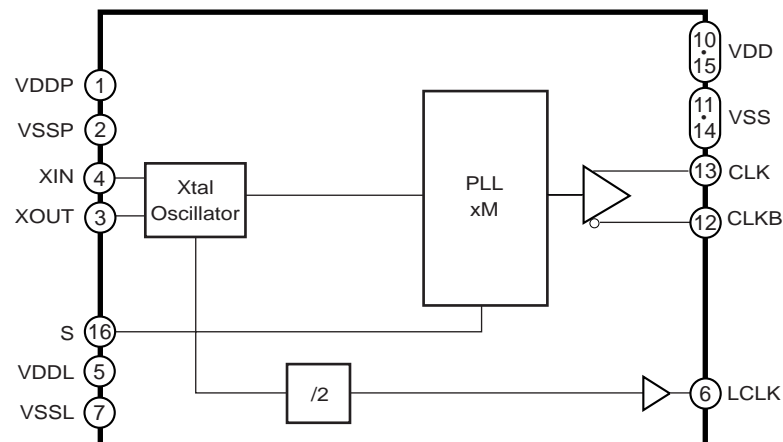 VDDP 1
VSSP 2
XIN 4
XOUT 3
S 16
VDDL 5
VSSL 7
Xtal
Oscillator
PLL
xM
/2
10
•
15
VDD
11
•
14
VSS
13 CLK
12 CLKB
6 LCLK